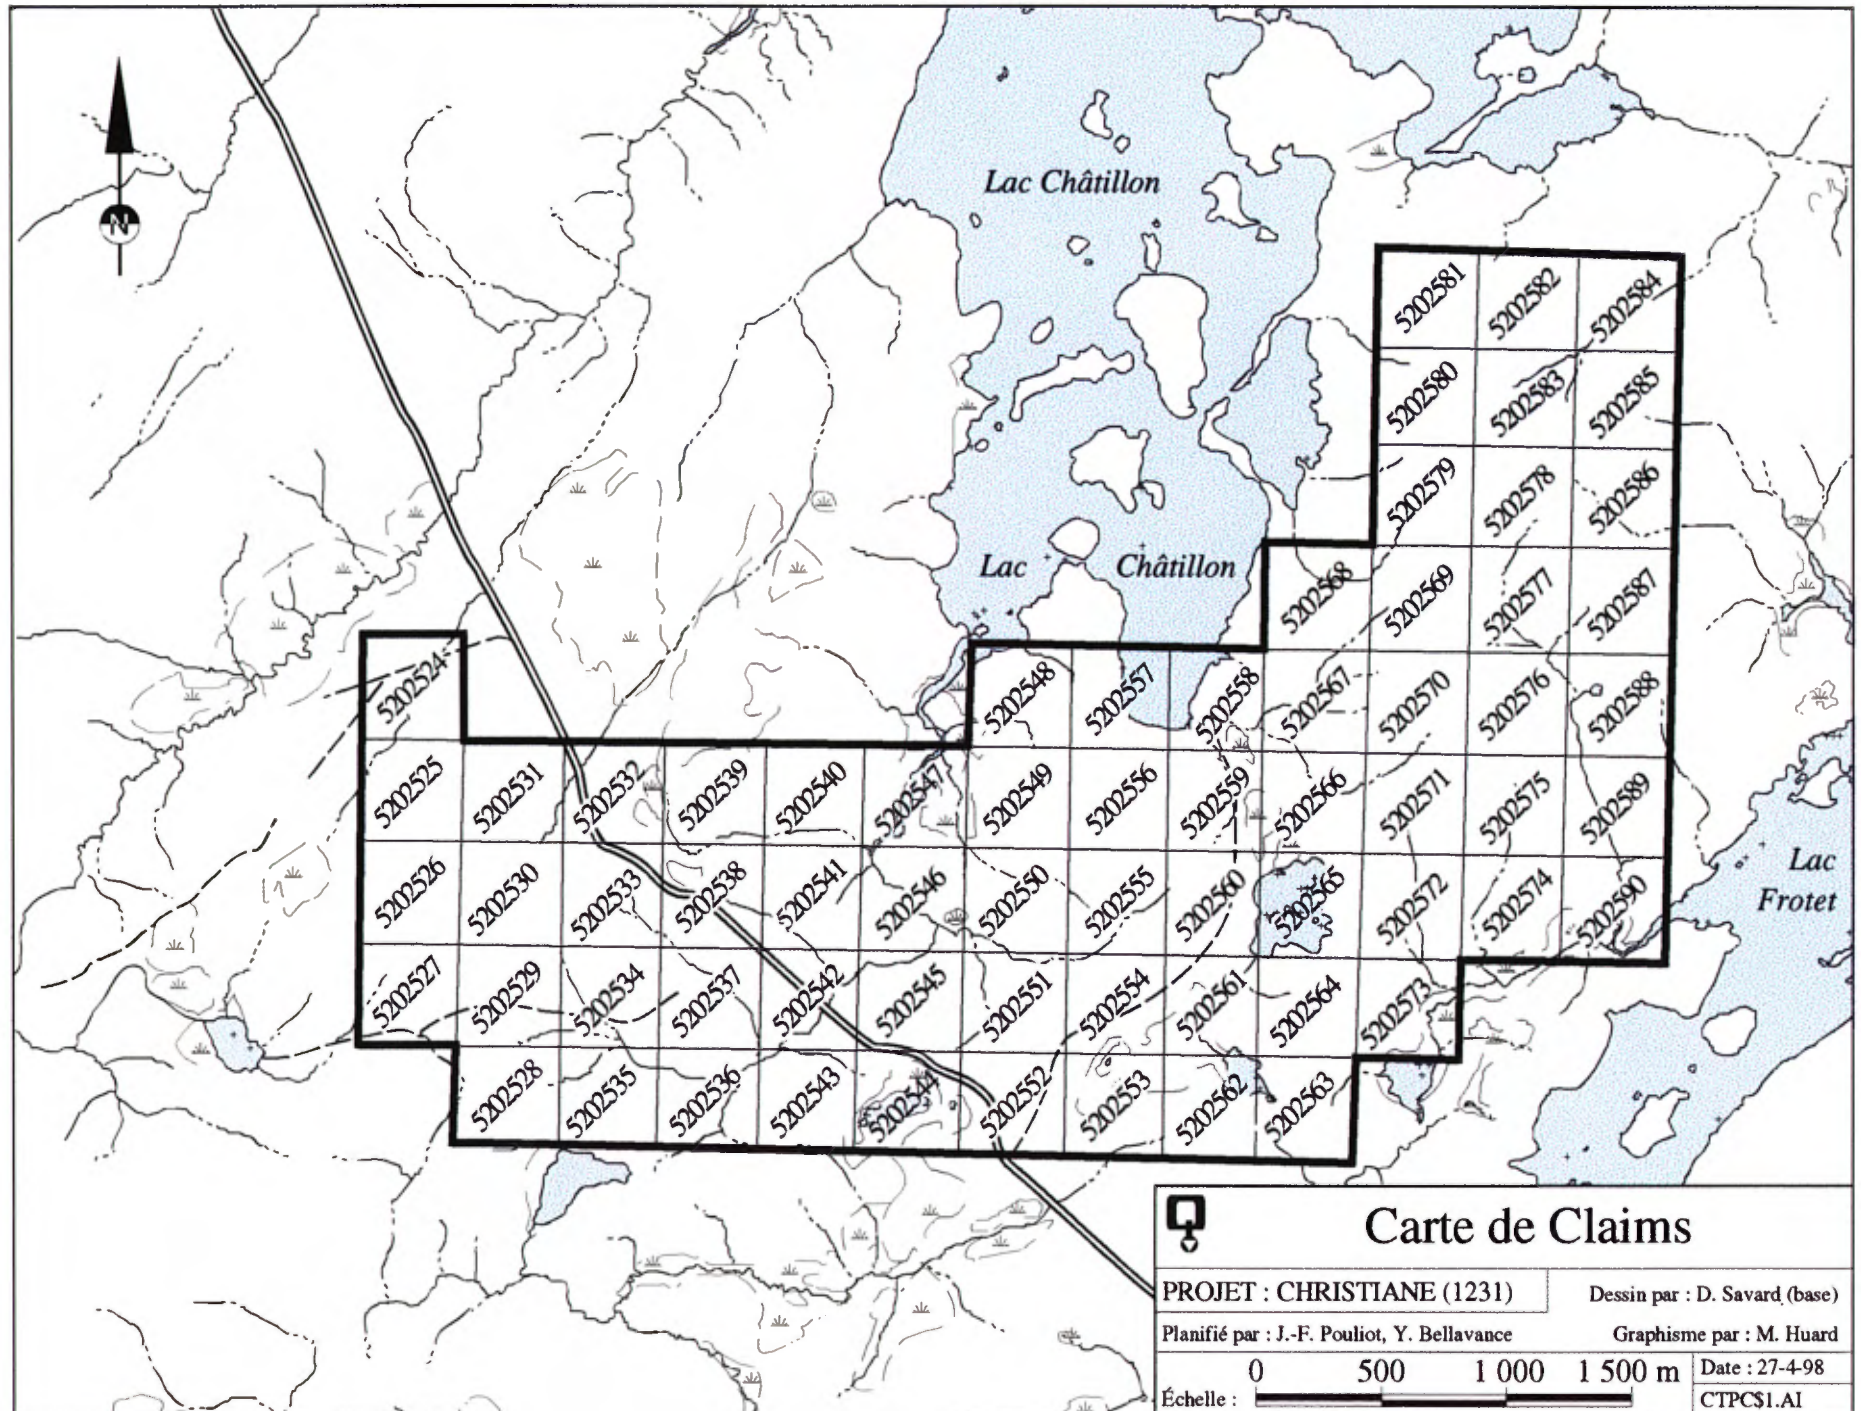 N
Lac Châtillon
Lac Châtillon
5202581 5202582 5202584
5202580 5202583 5202585
5202579 5202578 5202586
5202568 5202569 5202577 5202587
5202524 5202548 5202557 5202558 5202567 5202570 5202576 5202588
5202525 5202531 5202532 5202539 5202540 5202547 5202549 5202556 5202559 5202566 5202571 5202575 5202589
5202526 5202530 5202533 5202538 5202541 5202546 5202550 5202555 5202560 5202565 5202572 5202574 5202590
5202527 5202529 5202534 5202537 5202542 5202545 5202551 5202554 5202561 5202564 5202573
5202528 5202535 5202536 5202543 5202544 5202552 5202553 5202562 5202563
Lac
Frotet
Carte de Claims
PROJET : CHRISTIANE (1231)
Dessin par : D. Savard (base)
Planifié par : J.-F. Pouliot, Y. Bellavance
Graphisme par : M. Huard
0 500 1 000 1 500 m
Échelle :
Date : 27-4-98
CTPC$1.AI